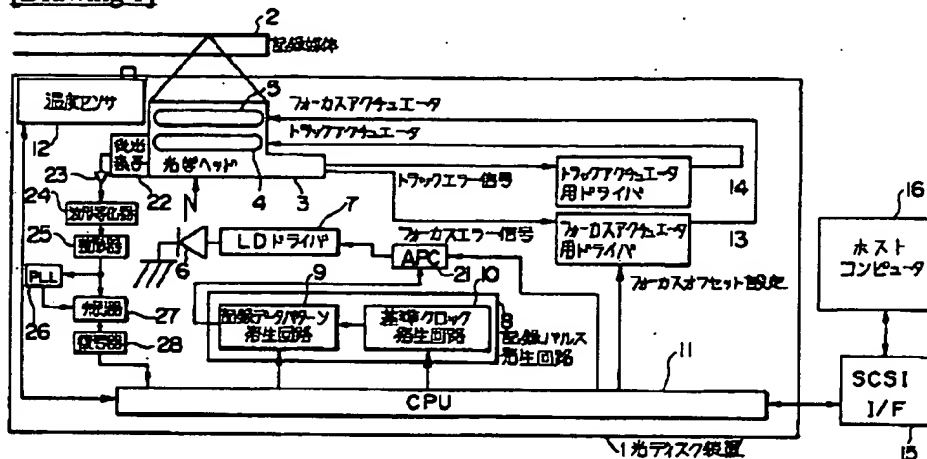 2
記録媒体
温度センサ
12
5
フォーカスアクチュエータ
トラックアクチュエータ
検出
素子
23
光学ヘッド
22
4
3
トラックエラー信号
トラックアクチュエータ
用ドライバ
14
24
波形等化器
7
フォーカスアクチュエータ
用ドライバ
13
16
ホスト
コンピュータ
25
LDドライバ
フォーカスエラー信号
6
APC
21
10
9
フォーカスオフセット設定
PLL
26
27
28
記録データパターン
発生回路
基準クロック
発生回路
8
記録パルス
発生回路
11
CPU
SCSI
I/F
15
1光ディスク装置